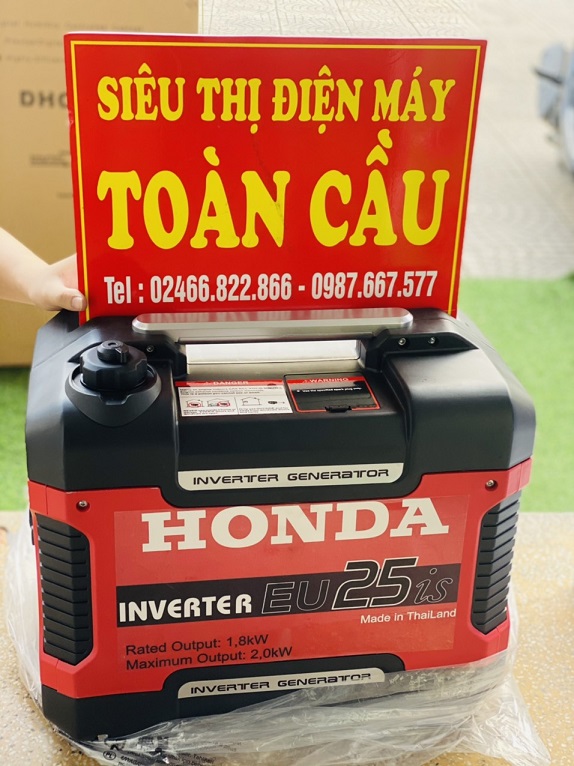 DHO
SIÊU THỊ ĐIỆN MÁY
TOÀN CẦU
Tel : 02466.822.866 - 0987.667.577
DANGER
WARNING
INVERTER GENERATOR
HONDA
INVERTER EU25is
Made in ThaiLand
Rated Output: 1,8kW
Maximum Output: 2,0kW
INVERTER GENERATOR